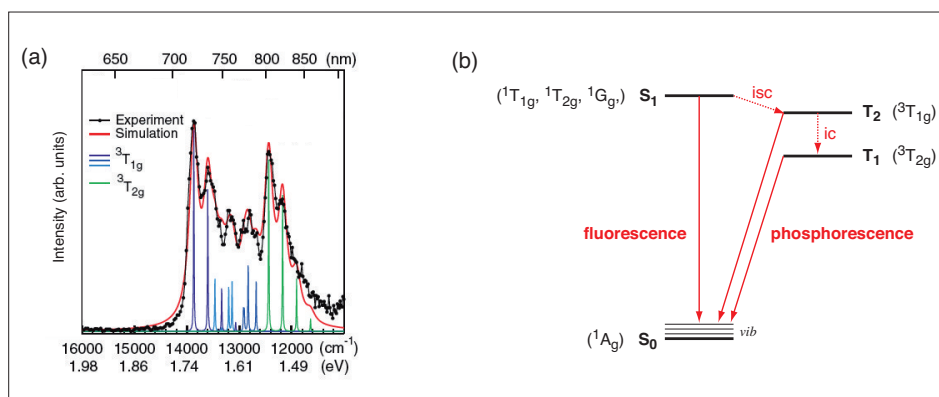 (a)
650 700 750 800 850 (nm)
Experiment
Simulation
³T₁g
³T₂g
Intensity (arb. units)
16000 15000 14000 13000 12000 (cm⁻¹)
1.98 1.86 1.74 1.61 1.49 (eV)
(b)
(¹T₁g, ¹T₂g, ¹Gg,) S₁
isc
T₂ (³T₁g)
ic
T₁ (³T₂g)
fluorescence
phosphorescence
vib
(¹Ag) S₀